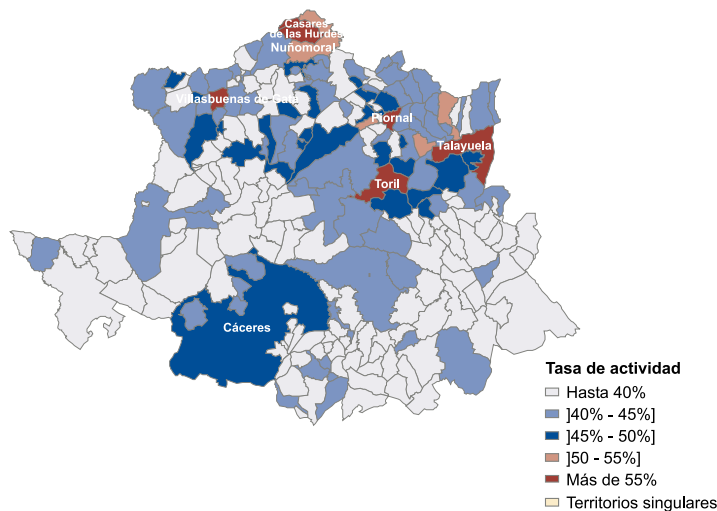 Casares
de las Hurdes
Nuñomoral
Villasbuenas de Gata
Piornal
Talayuela
Toril
Cáceres
Tasa de actividad
Hasta 40%
]40% - 45%]
]45% - 50%]
]50 - 55%]
Más de 55%
Territorios singulares